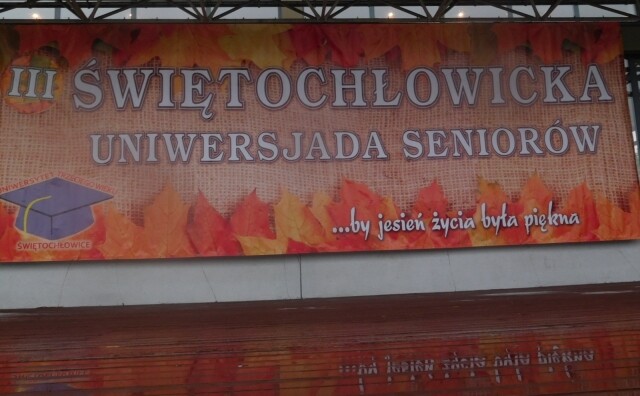 III ŚWIĘTOCHŁOWICKA
UNIWERSJADA SENIORÓW
...by jesień życia była piękna
ŚWIĘTOCHŁOWICE